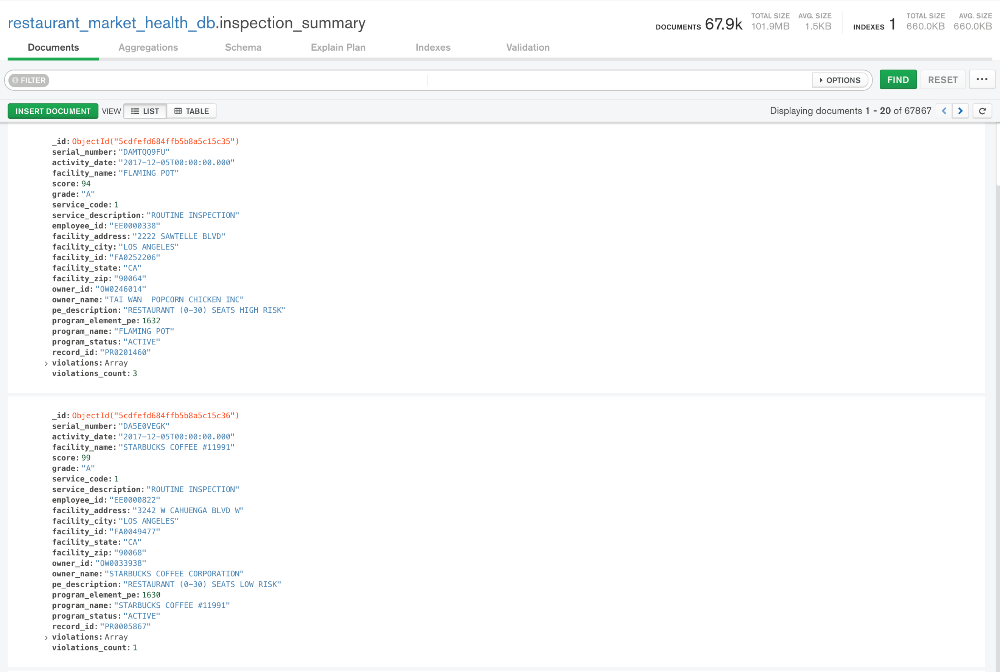 restaurant_market_health_db.inspection_summary
DOCUMENTS 67.9k TOTAL SIZE 101.9MB AVG. SIZE 1.5KB INDEXES 1 TOTAL SIZE 660.0KB AVG. SIZE 660.0KB
Documents Aggregations Schema Explain Plan Indexes Validation
FILTER OPTIONS FIND RESET ···
INSERT DOCUMENT VIEW LIST TABLE Displaying documents 1 - 20 of 67867
_id: ObjectId("5cdfefd684ffb5b8a5c15c35")
serial_number: "DAMTQQ9FU"
activity_date: "2017-12-05T00:00:00.000"
facility_name: "FLAMING POT"
score: 94
grade: "A"
service_code: 1
service_description: "ROUTINE INSPECTION"
employee_id: "EE0000338"
facility_address: "2222 SAWTELLE BLVD"
facility_city: "LOS ANGELES"
facility_id: "FA0252206"
facility_state: "CA"
facility_zip: "90064"
owner_id: "OW0246014"
owner_name: "TAI WAN  POPCORN CHICKEN INC"
pe_description: "RESTAURANT (0-30) SEATS HIGH RISK"
program_element_pe: 1632
program_name: "FLAMING POT"
program_status: "ACTIVE"
record_id: "PR0201460"
> violations: Array
violations_count: 3
_id: ObjectId("5cdfefd684ffb5b8a5c15c36")
serial_number: "DA5E0VEGK"
activity_date: "2017-12-05T00:00:00.000"
facility_name: "STARBUCKS COFFEE #11991"
score: 99
grade: "A"
service_code: 1
service_description: "ROUTINE INSPECTION"
employee_id: "EE0000822"
facility_address: "3242 W CAHUENGA BLVD W"
facility_city: "LOS ANGELES"
facility_id: "FA0049477"
facility_state: "CA"
facility_zip: "90068"
owner_id: "OW0033938"
owner_name: "STARBUCKS COFFEE CORPORATION"
pe_description: "RESTAURANT (0-30) SEATS LOW RISK"
program_element_pe: 1630
program_name: "STARBUCKS COFFEE #11991"
program_status: "ACTIVE"
record_id: "PR0005867"
> violations: Array
violations_count: 1